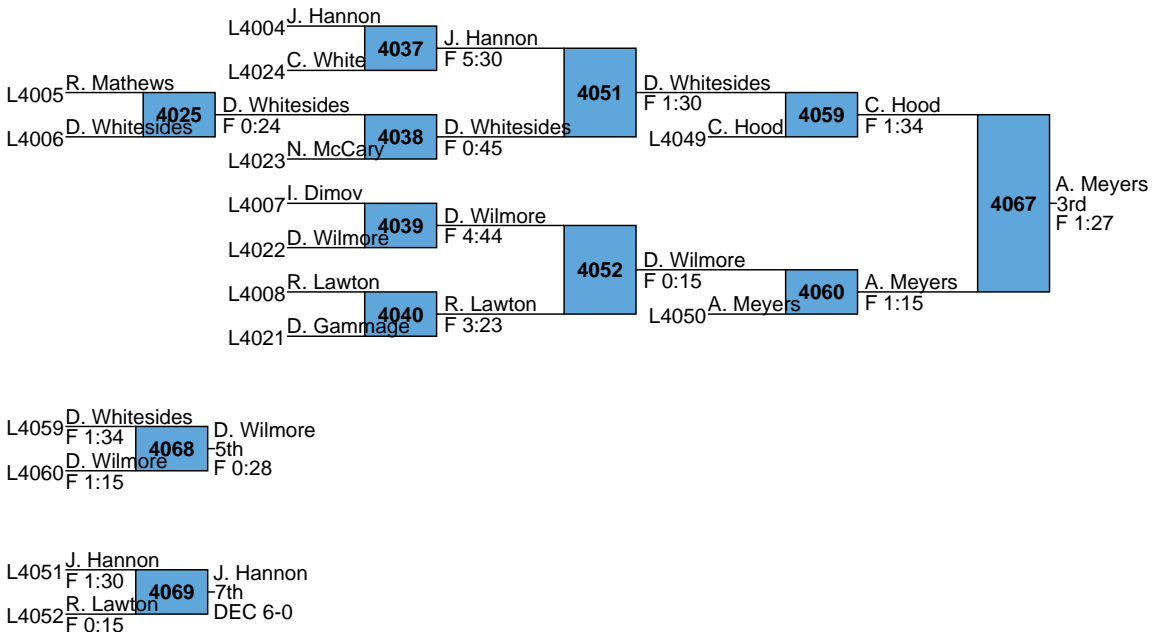 L4004 J. Hannon
4037
J. Hannon
F 5:30
L4024 C. White
L4005 R. Mathews
4025
D. Whitesides
F 0:24
L4006 D. Whitesides
4038
D. Whitesides
F 0:45
L4023 N. McCary
4051
D. Whitesides
F 1:30
4059
C. Hood
F 1:34
L4049 C. Hood
L4007 I. Dimov
4039
D. Wilmore
F 4:44
L4022 D. Wilmore
L4008 R. Lawton
4040
R. Lawton
F 3:23
L4021 D. Gammage
4052
D. Wilmore
F 0:15
4060
A. Meyers
F 1:15
L4050 A. Meyers
4067
A. Meyers
3rd
F 1:27
L4059 D. Whitesides
F 1:34
4068
D. Wilmore
5th
F 0:28
L4060 D. Wilmore
F 1:15
L4051 J. Hannon
F 1:30
4069
J. Hannon
7th
DEC 6-0
L4052 R. Lawton
F 0:15